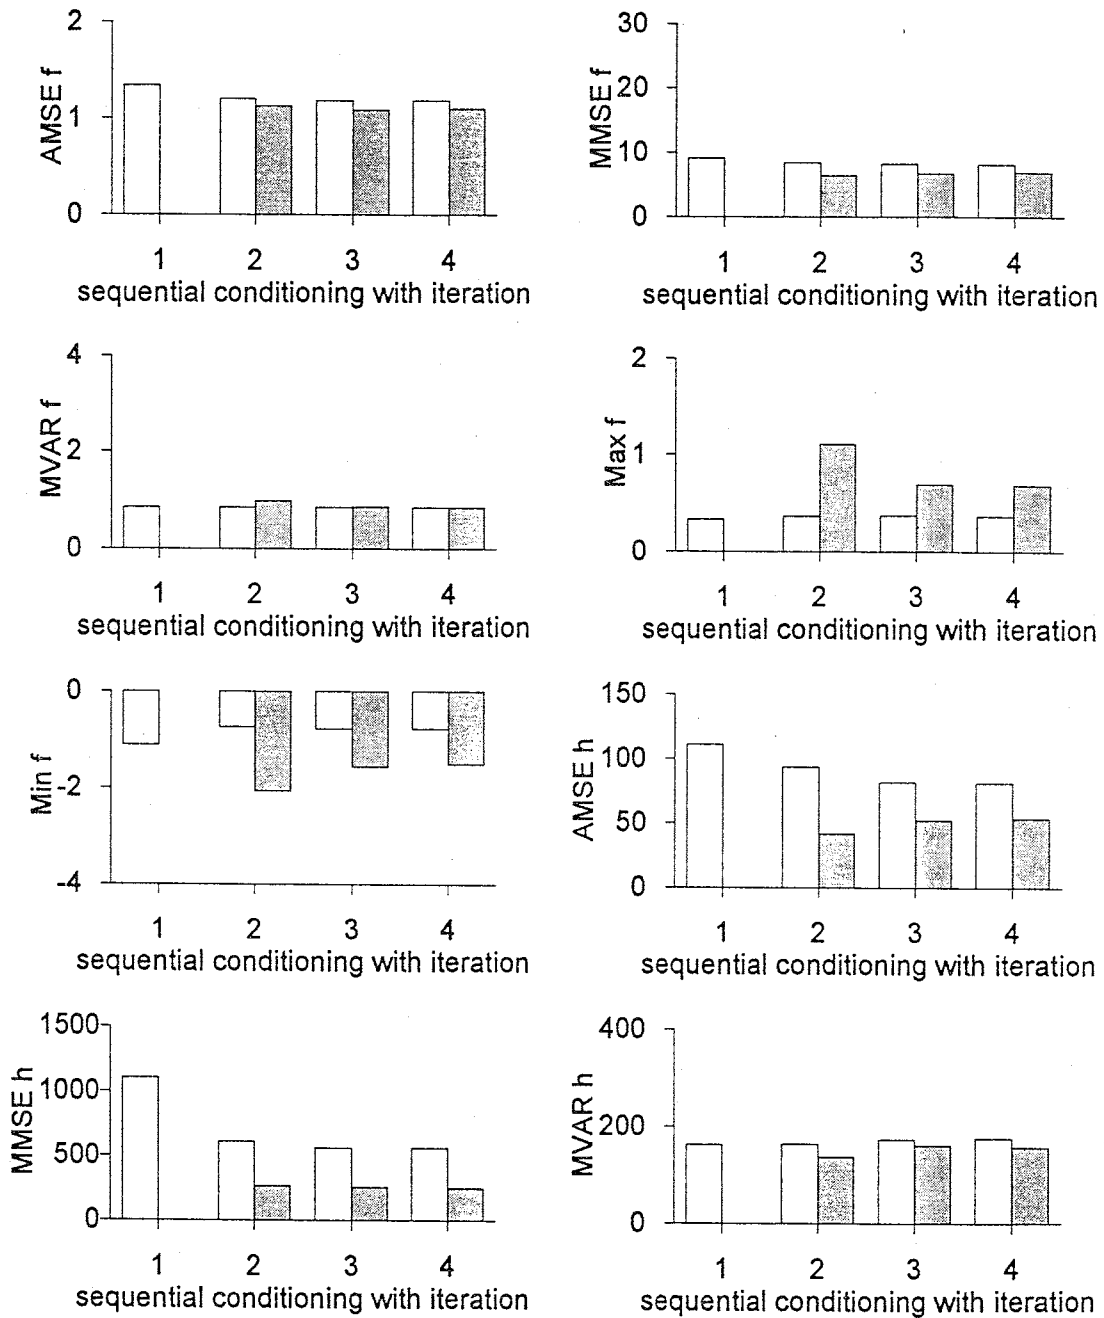 AMSE f
2
1
0
1 2 3 4
sequential conditioning with iteration
MMSE f
30
20
10
0
1 2 3 4
sequential conditioning with iteration
MVAR f
4
2
0
1 2 3 4
sequential conditioning with iteration
Max f
2
1
0
1 2 3 4
sequential conditioning with iteration
Min f
0
-2
-4
1 2 3 4
sequential conditioning with iteration
AMSE h
150
100
50
0
1 2 3 4
sequential conditioning with iteration
MMSE h
1500
1000
500
0
1 2 3 4
sequential conditioning with iteration
MVAR h
400
200
0
1 2 3 4
sequential conditioning with iteration